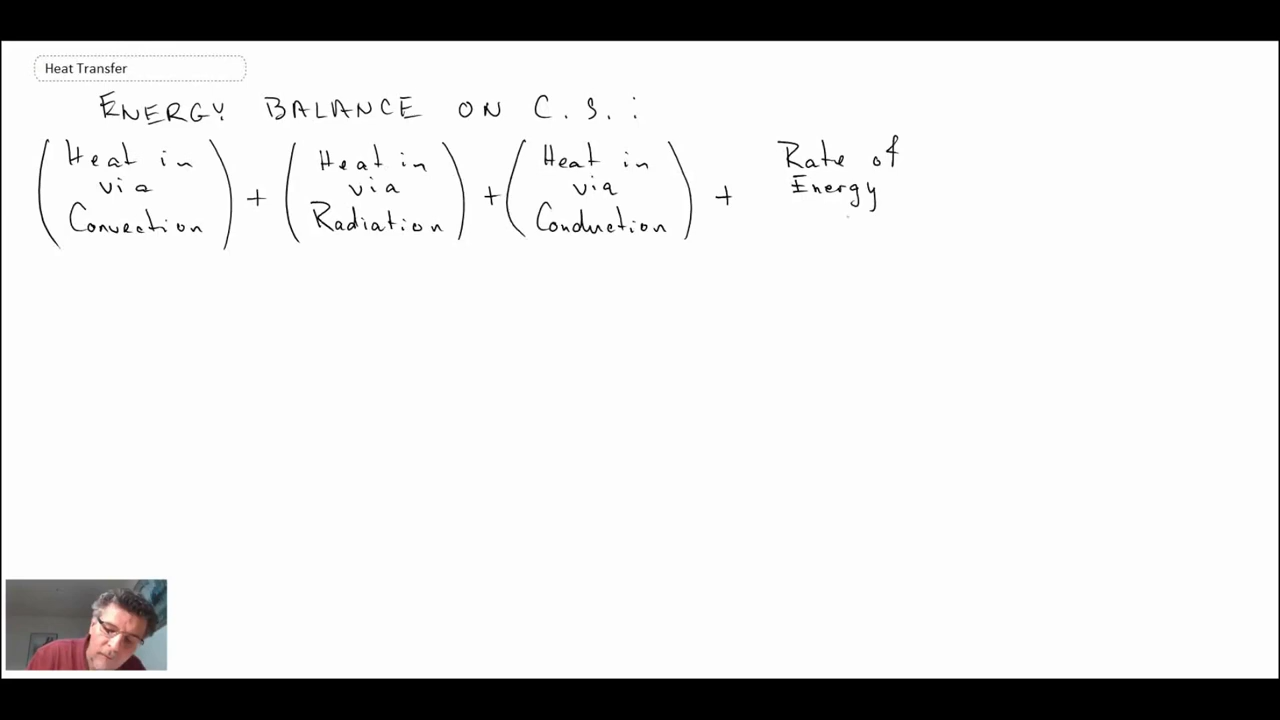 Heat Transfer
ENERGY BALANCE ON C. S. :
(Heat in via Convection) + (Heat in via Radiation) + (Heat in via Conduction) + Rate of Energy